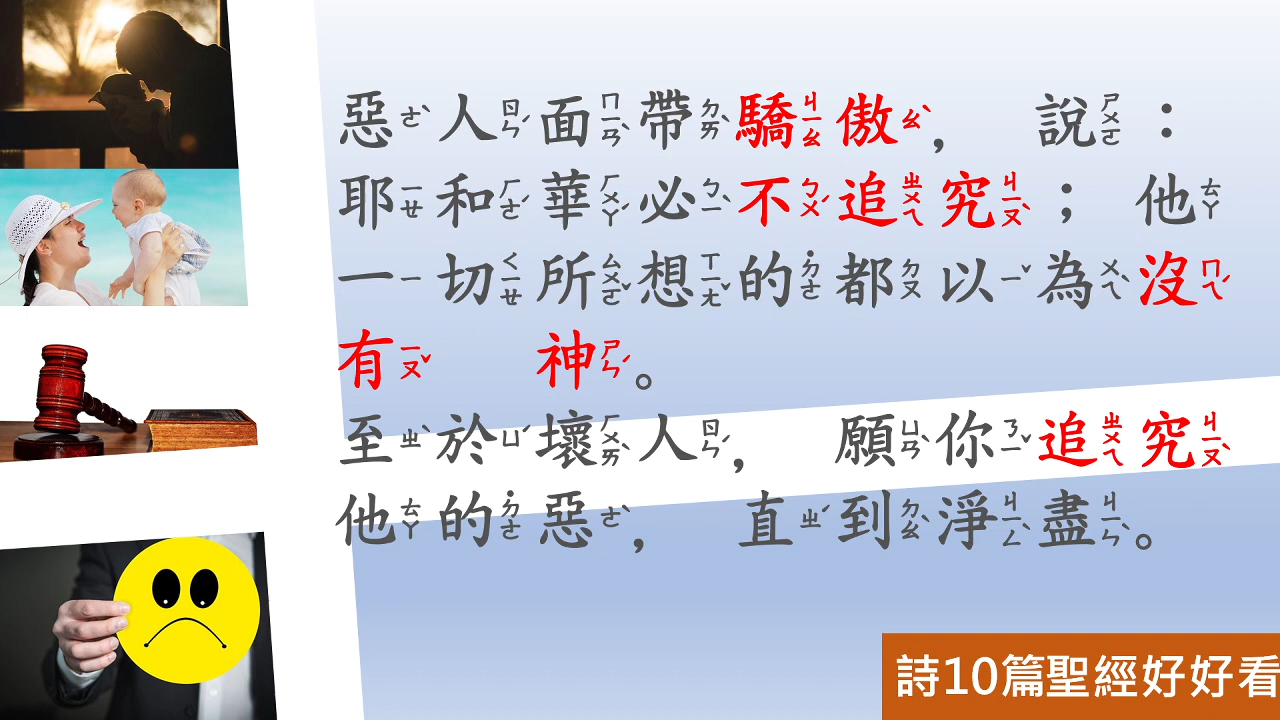 惡人面帶驕傲，　說：
耶和華必不追究；　他
一切所想的都以為沒
有　　神。
至於壞人，　願你追究
他的惡，　直到淨盡。
詩10篇聖經好好看